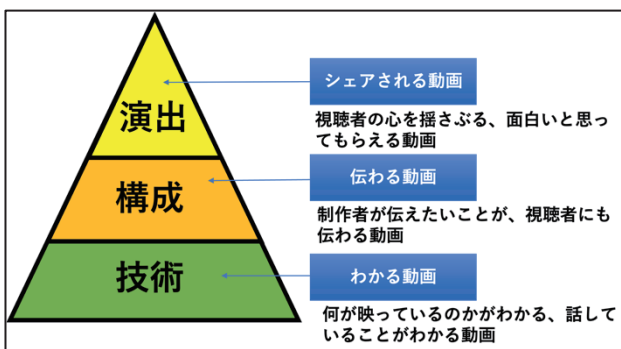 演出
シェアされる動画
視聴者の心を揺さぶる、面白いと思っ
てもらえる動画
構成
伝わる動画
制作者が伝えたいことが、視聴者にも
伝わる動画
技術
わかる動画
何が映っているのかがわかる、話して
いることがわかる動画